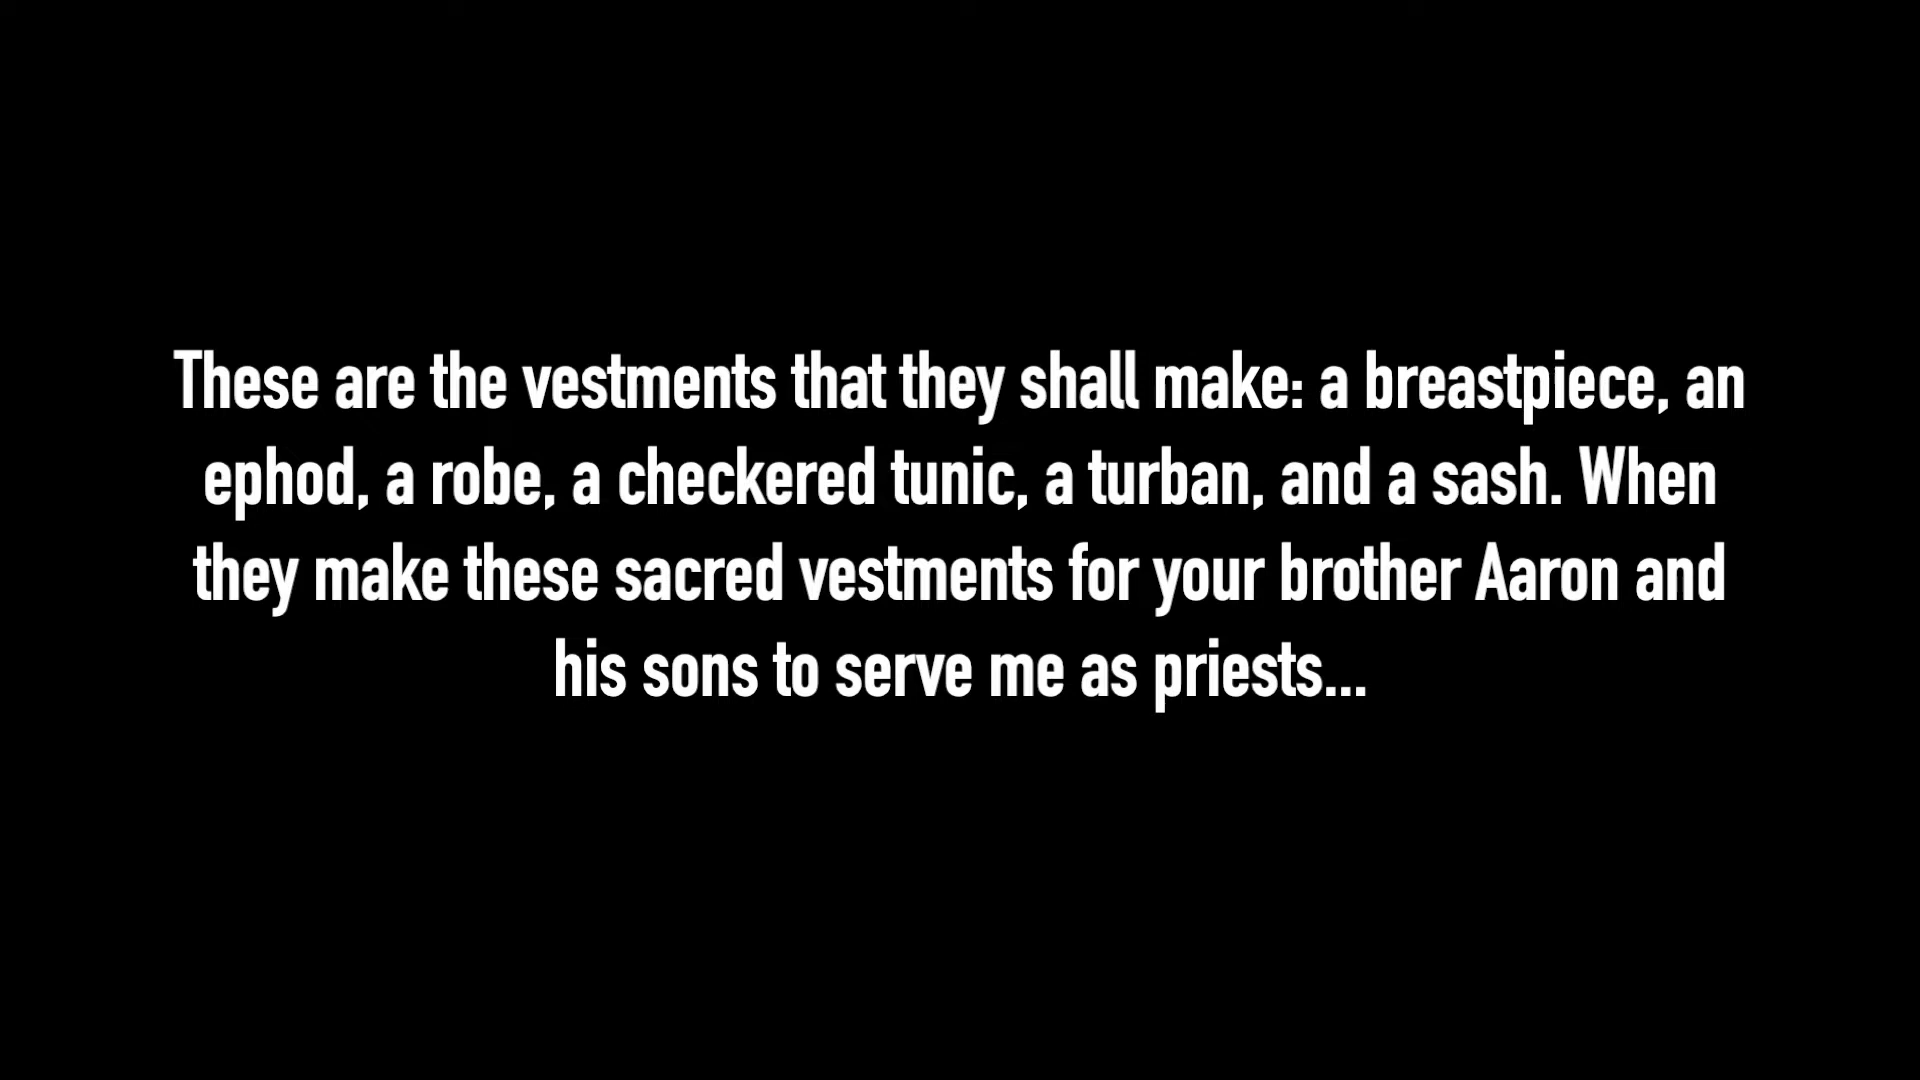 These are the vestments that they shall make: a breastpiece, an
ephod, a robe, a checkered tunic, a turban, and a sash. When
they make these sacred vestments for your brother Aaron and
his sons to serve me as priests...